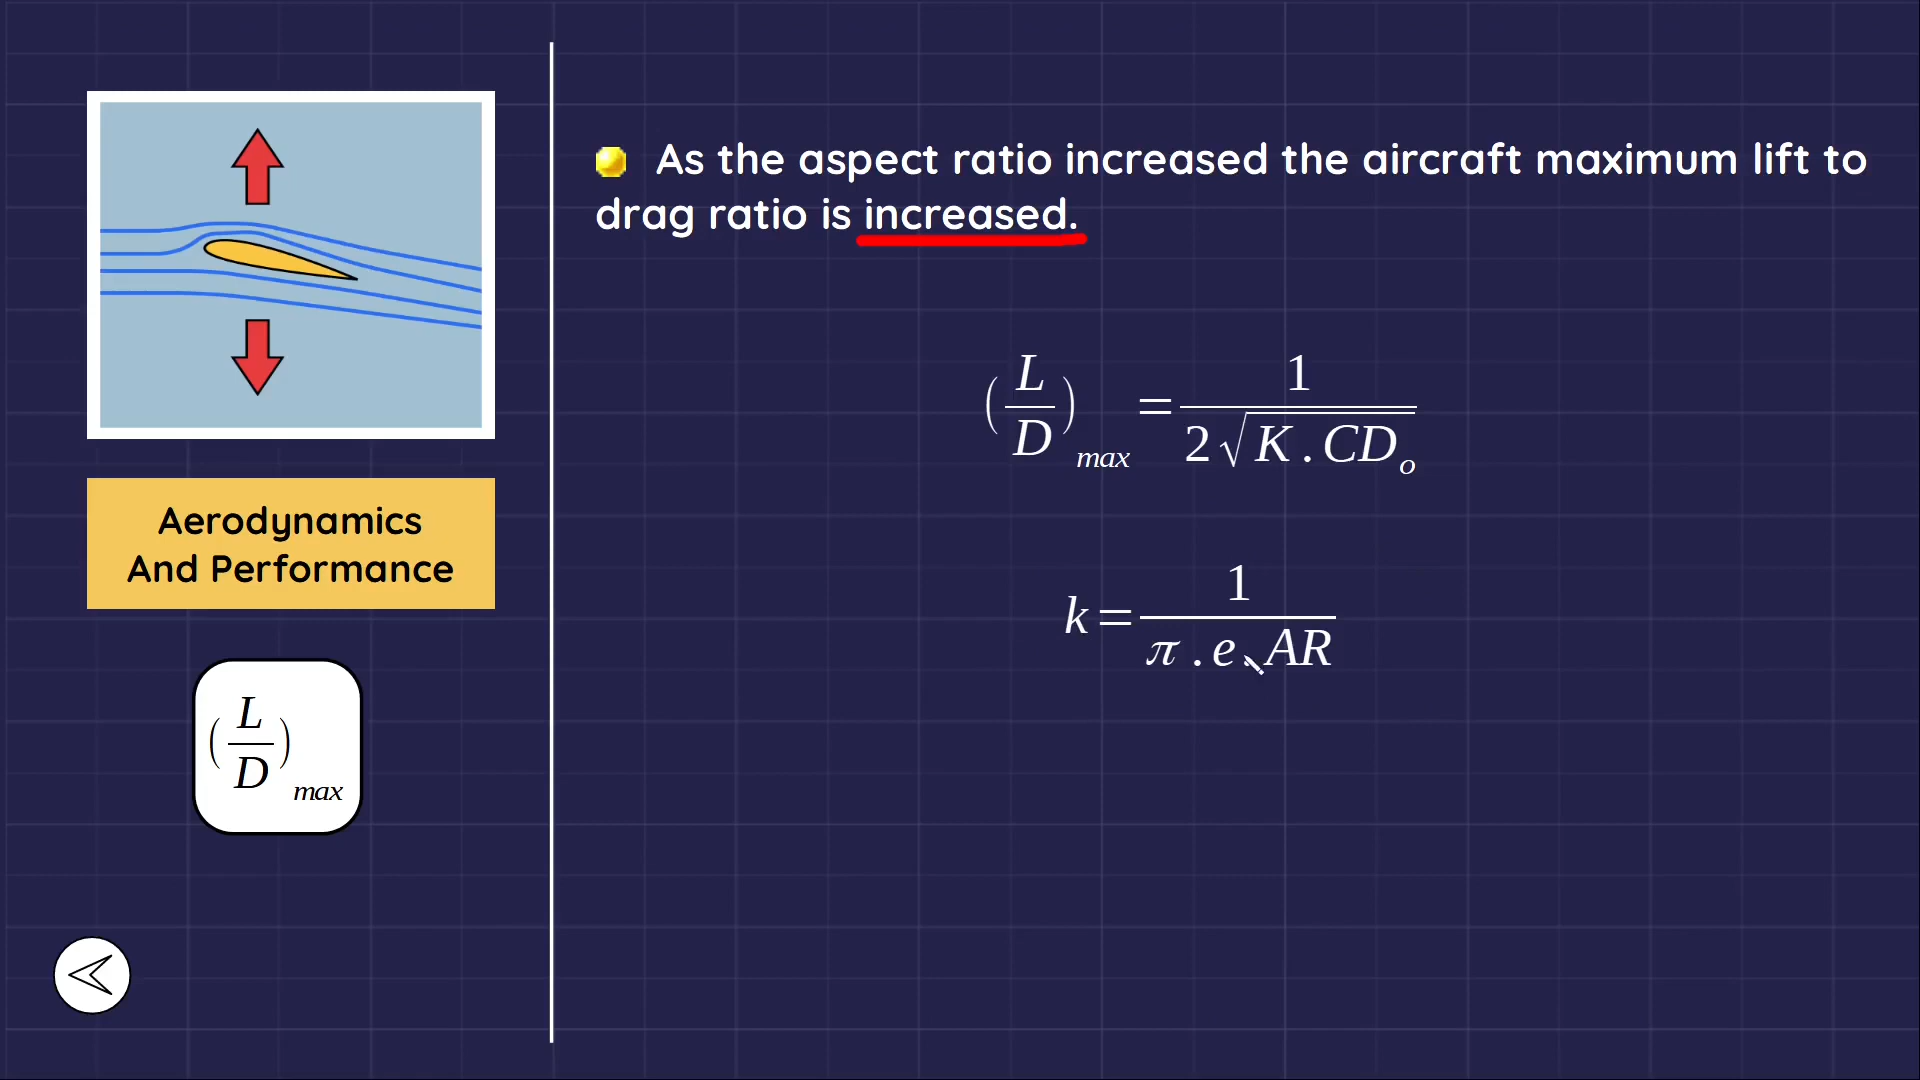 As the aspect ratio increased the aircraft maximum lift to
drag ratio is increased.
(L/D)max = 1/(2√(K . CDo))
k = 1/(π . e . AR)
Aerodynamics
And Performance
(L/D)max